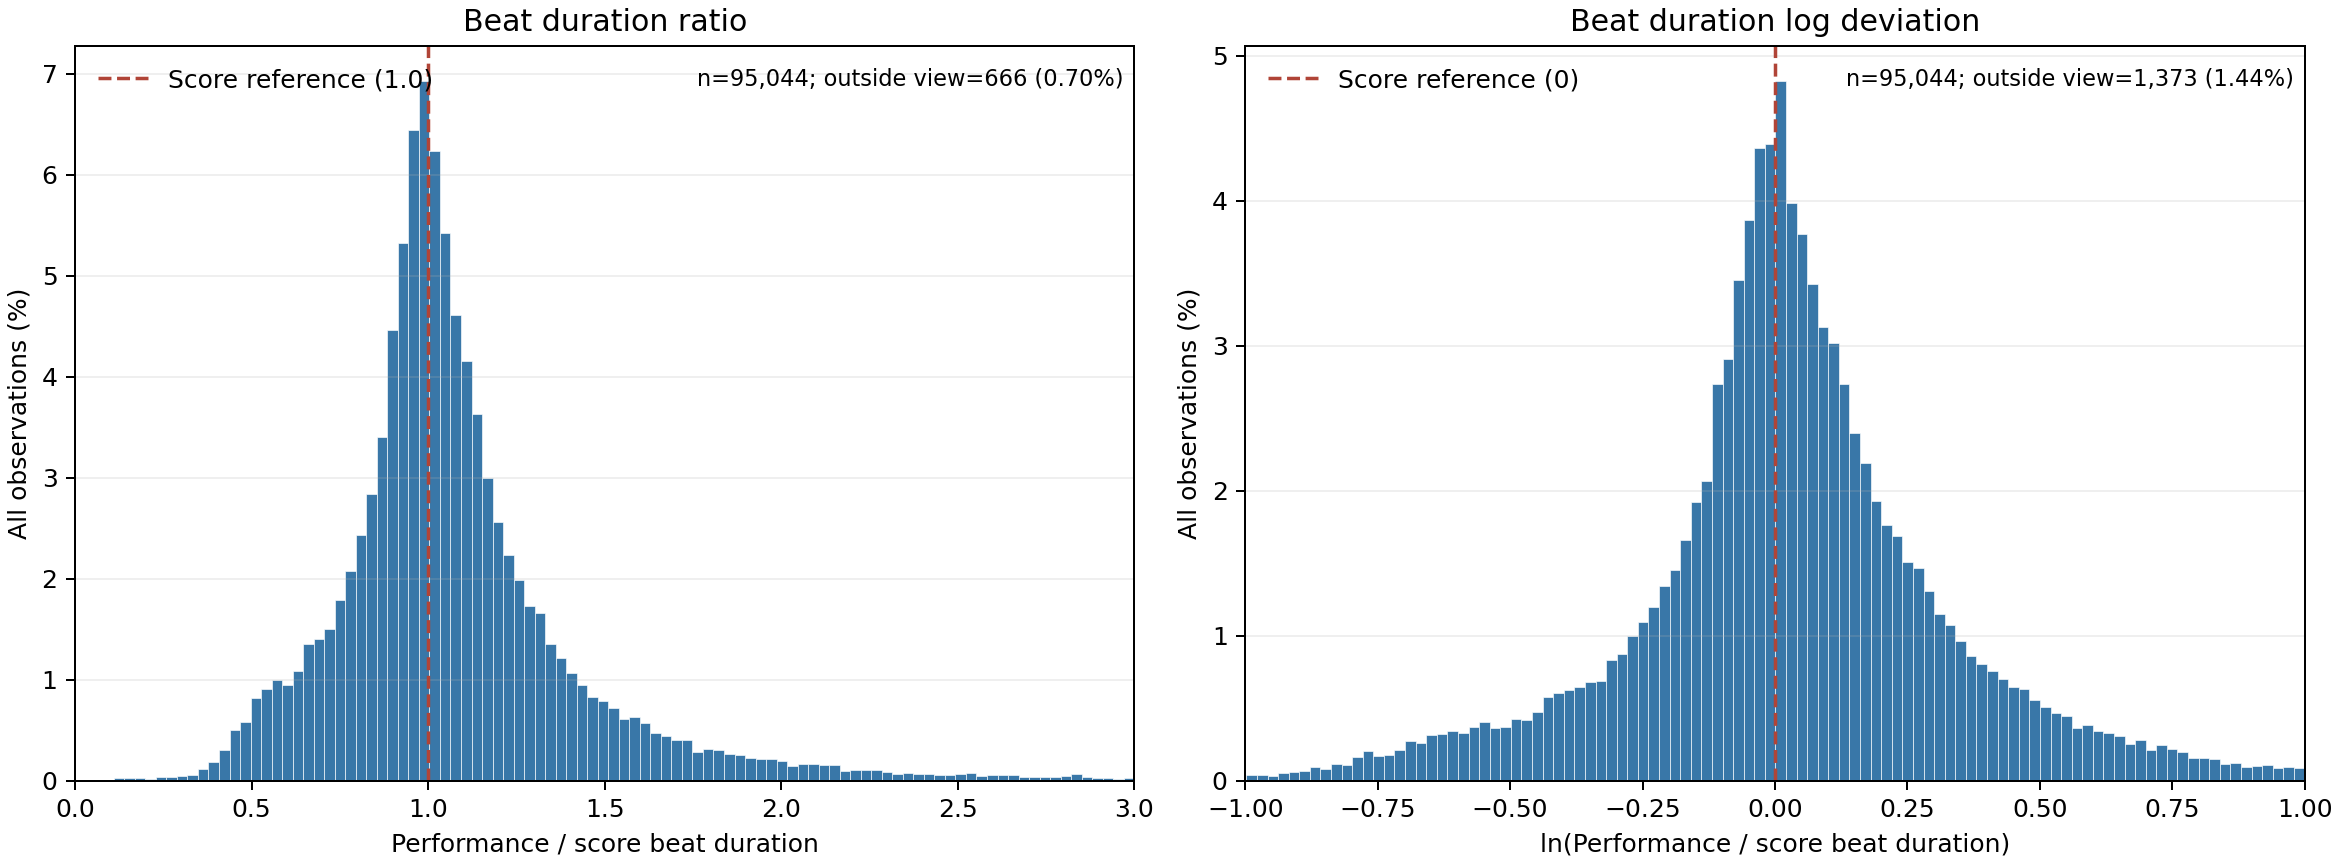 Beat duration ratio
Score reference (1.0)
n=95,044; outside view=666 (0.70%)
All observations (%)
7
6
5
4
3
2
1
0
0.0 0.5 1.0 1.5 2.0 2.5 3.0
Performance / score beat duration
Beat duration log deviation
Score reference (0)
n=95,044; outside view=1,373 (1.44%)
All observations (%)
5
4
3
2
1
0
−1.00 −0.75 −0.50 −0.25 0.00 0.25 0.50 0.75 1.00
ln(Performance / score beat duration)